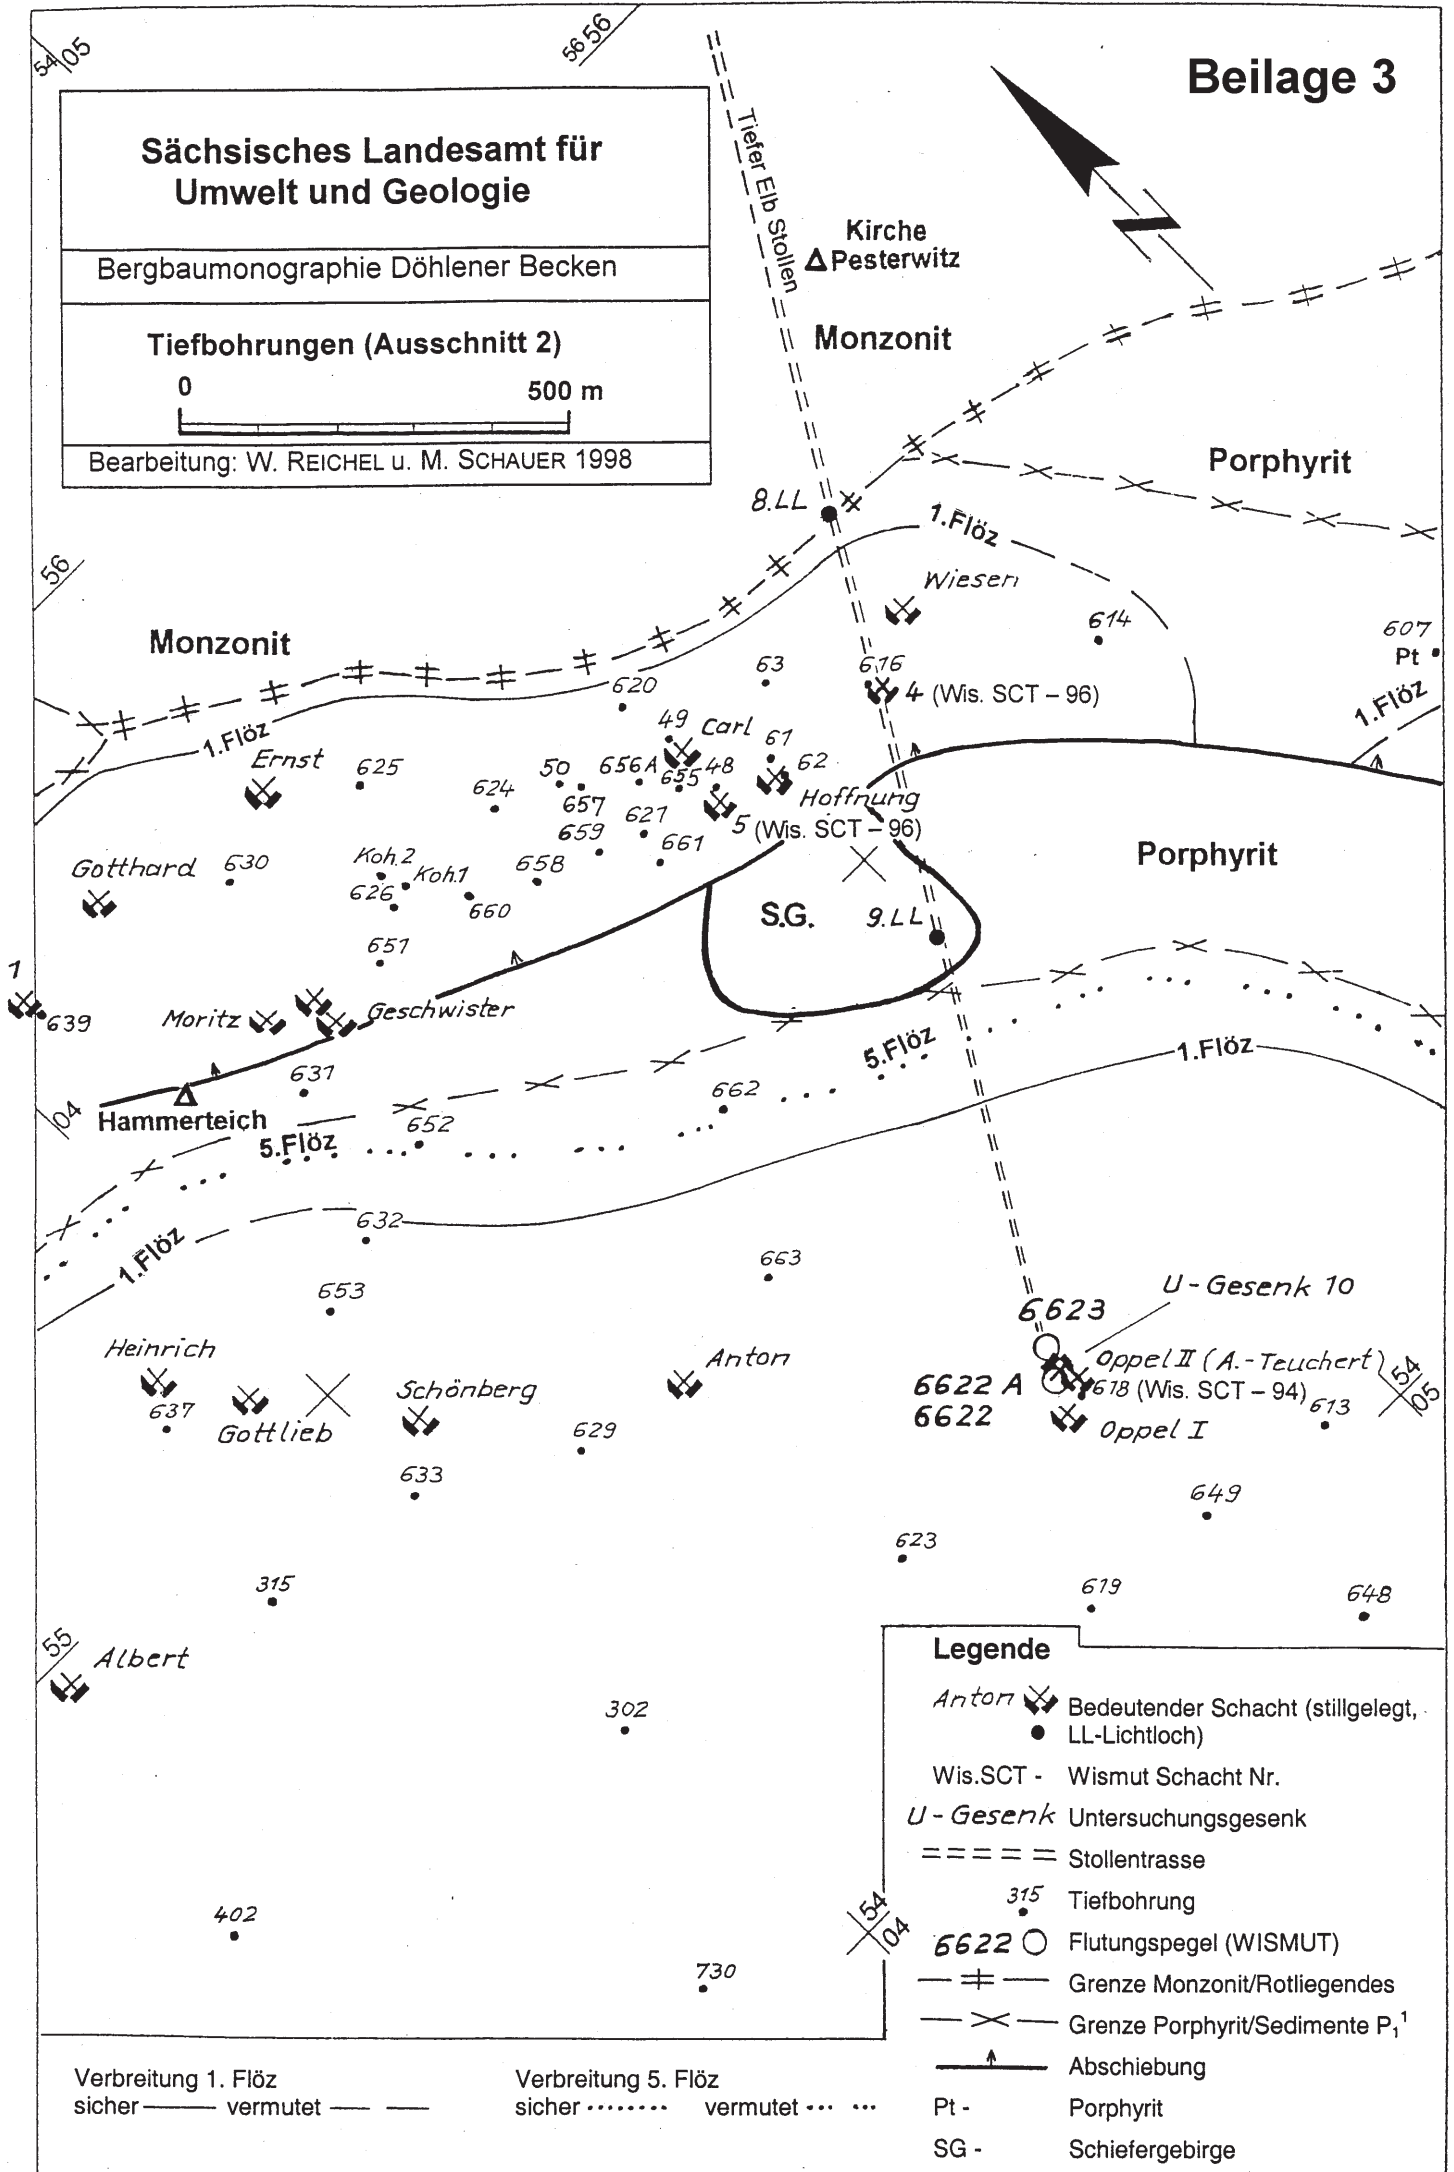 Beilage 3
54
05
56 56
Sächsisches Landesamt für
Umwelt und Geologie
Bergbaumonographie Döhlener Becken
Tiefbohrungen (Ausschnitt 2)
0 500 m
Bearbeitung: W. REICHEL u. M. SCHAUER 1998
Tiefer Elb Stollen
Kirche
Pesterwitz
Monzonit
Porphyrit
8.LL
1.Flöz
56
Wiesen
614
607
Pt
Monzonit
63
616
4 (Wis. SCT – 96)
620
1.Flöz
1.Flöz
49
Carl
61
62
Ernst
625
624
50
656A
655
48
657
Hoffnung
5 (Wis. SCT – 96)
627
659
661
Porphyrit
Gotthard
630
Koh.2
Koh.1
626
658
660
S.G.
9.LL
651
1
639
Moritz
Geschwister
631
5.Flöz
1.Flöz
04
Hammerteich
662
652
5.Flöz
632
1.Flöz
663
653
U-Gesenk 10
6623
Heinrich
Anton
Oppel II (A.-Teuchert)
54
05
6622 A
618 (Wis. SCT – 94)
613
Schönberg
637
6622
Oppel I
Gottlieb
629
633
649
623
315
619
648
55
Albert
302
402
730
54
04
Legende
Anton Bedeutender Schacht (stillgelegt,
LL-Lichtloch)
Wis.SCT - Wismut Schacht Nr.
U-Gesenk Untersuchungsgesenk
Stollentrasse
315 Tiefbohrung
6622 Flutungspegel (WISMUT)
Grenze Monzonit/Rotliegendes
Grenze Porphyrit/Sedimente P₁¹
Abschiebung
Pt - Porphyrit
SG - Schiefergebirge
Verbreitung 1. Flöz
sicher vermutet
Verbreitung 5. Flöz
sicher vermutet